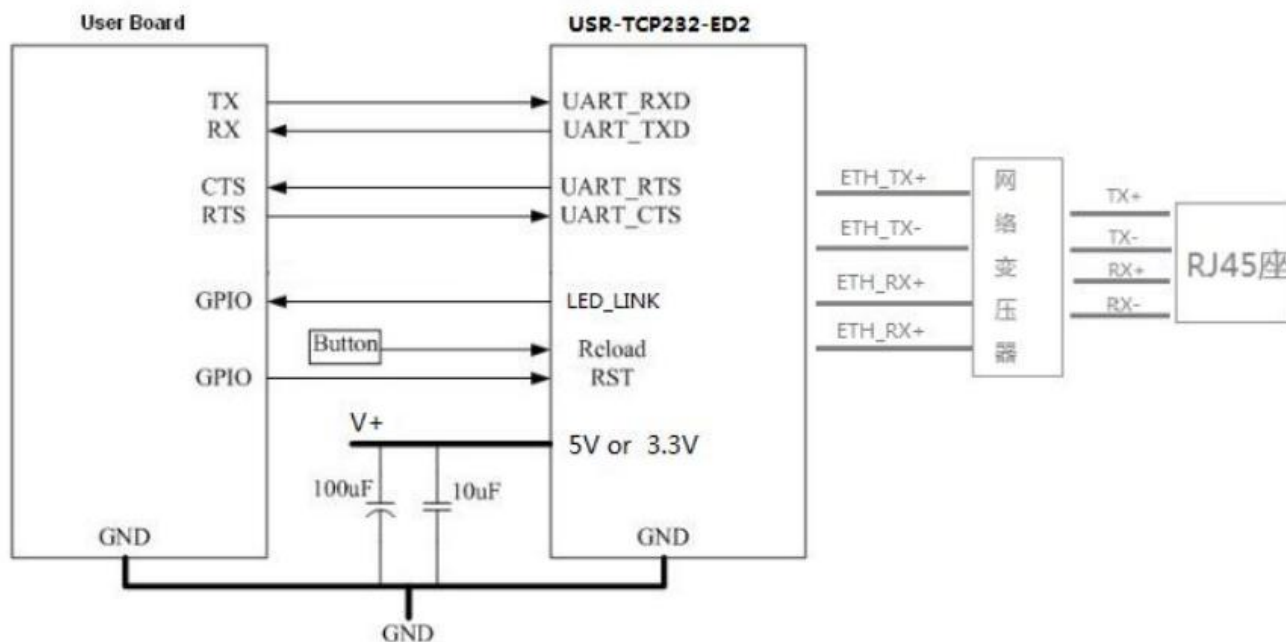 User Board
USR-TCP232-ED2
TX
UART_RXD
RX
UART_TXD
CTS
UART_RTS
RTS
UART_CTS
GPIO
LED_LINK
Button
Reload
GPIO
RST
V+
5V or 3.3V
100uF
10uF
GND
GND
GND
ETH_TX+
ETH_TX-
ETH_RX+
ETH_RX+
网
络
变
压
器
TX+
TX-
RX+
RX-
RJ45座